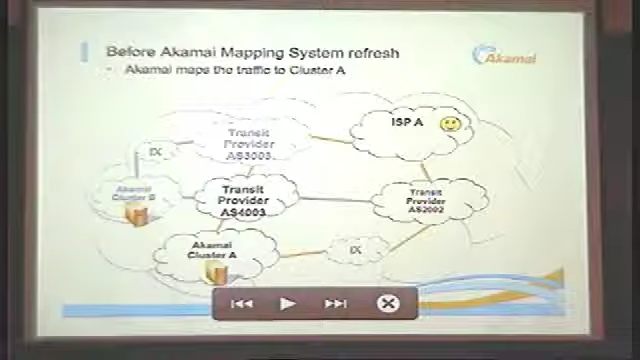 Before Akamai Mapping System refresh
Akamai
• Akamai maps the traffic to Cluster A
ISP A
Transit
Provider
AS3003
IX
Akamai
Cluster B
Transit
Provider
AS4003
Transit
Provider
AS2002
Akamai
Cluster A
IX